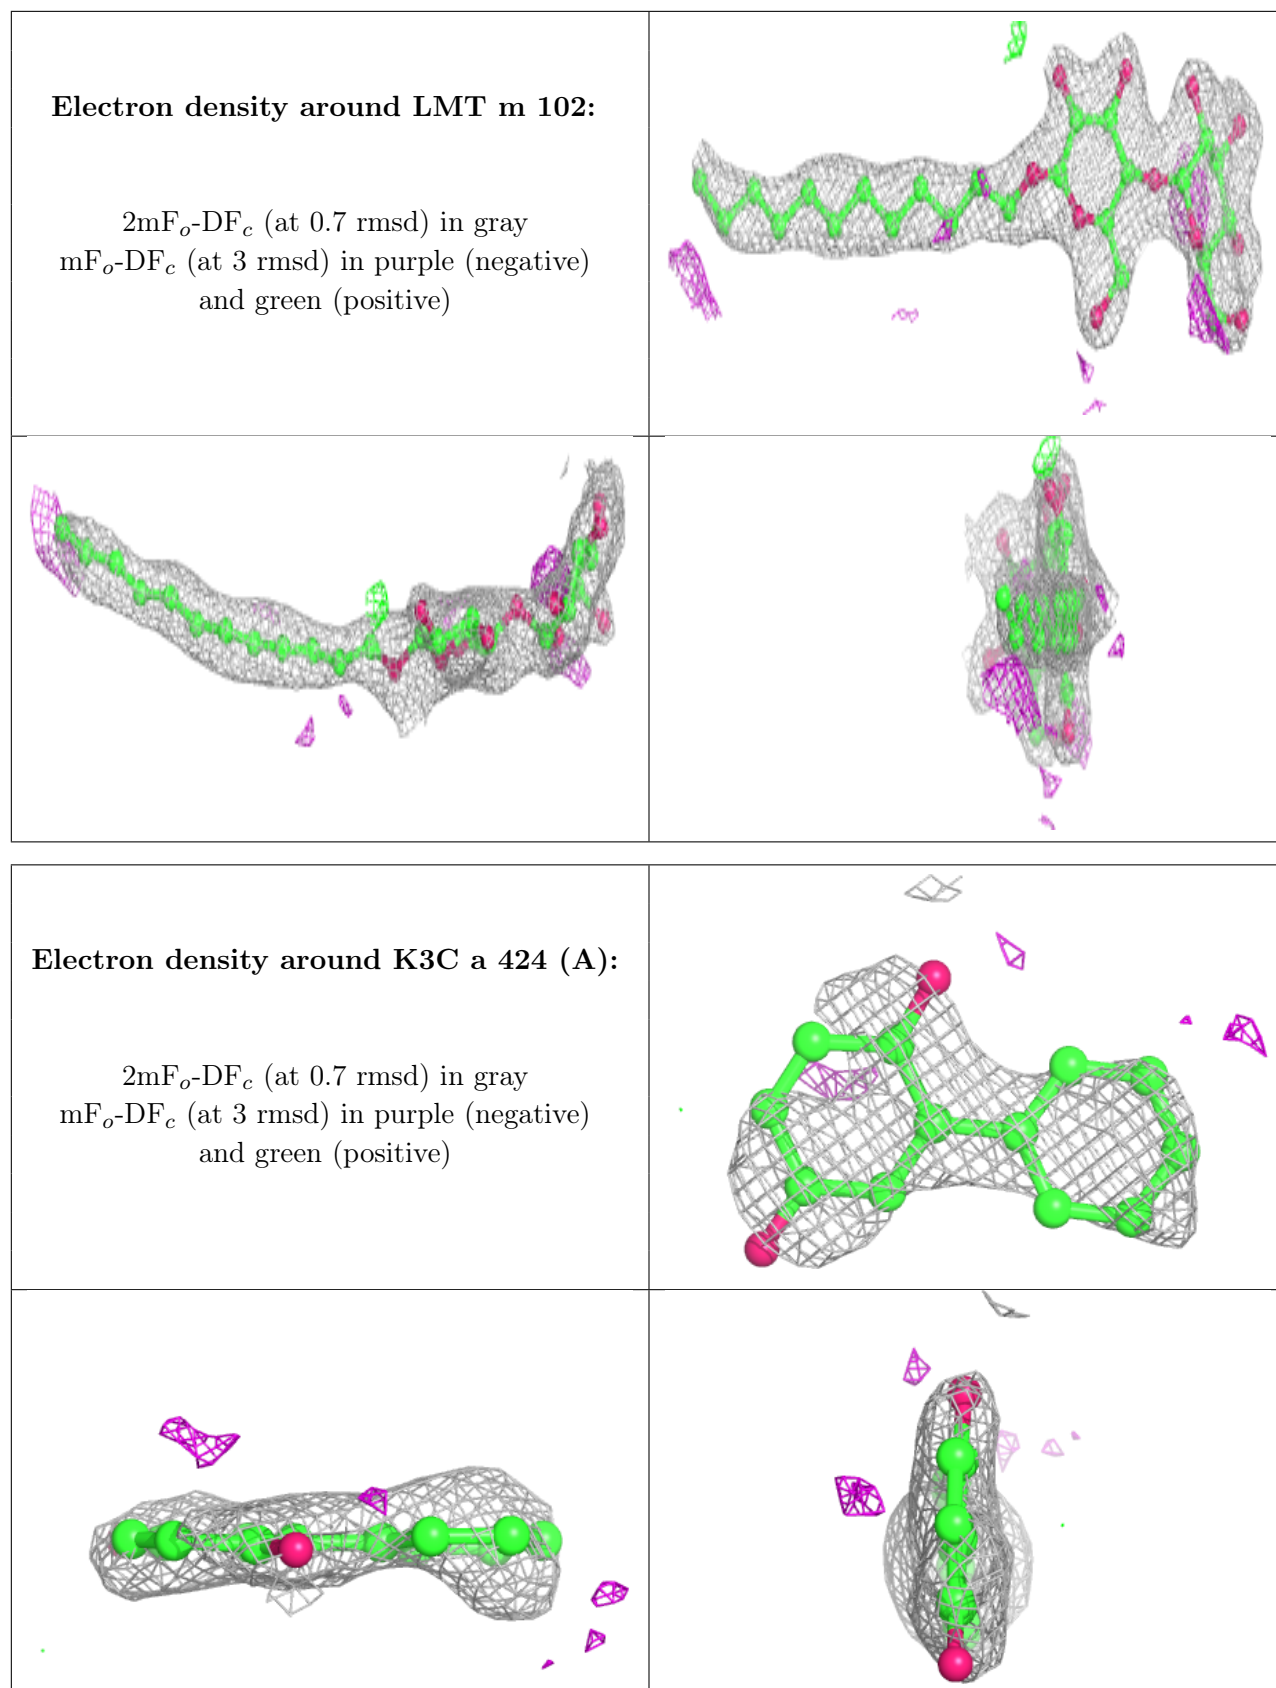 Electron density around LMT m 102:
2mFo-DFc (at 0.7 rmsd) in gray
mFo-DFc (at 3 rmsd) in purple (negative)
and green (positive)
Electron density around K3C a 424 (A):
2mFo-DFc (at 0.7 rmsd) in gray
mFo-DFc (at 3 rmsd) in purple (negative)
and green (positive)